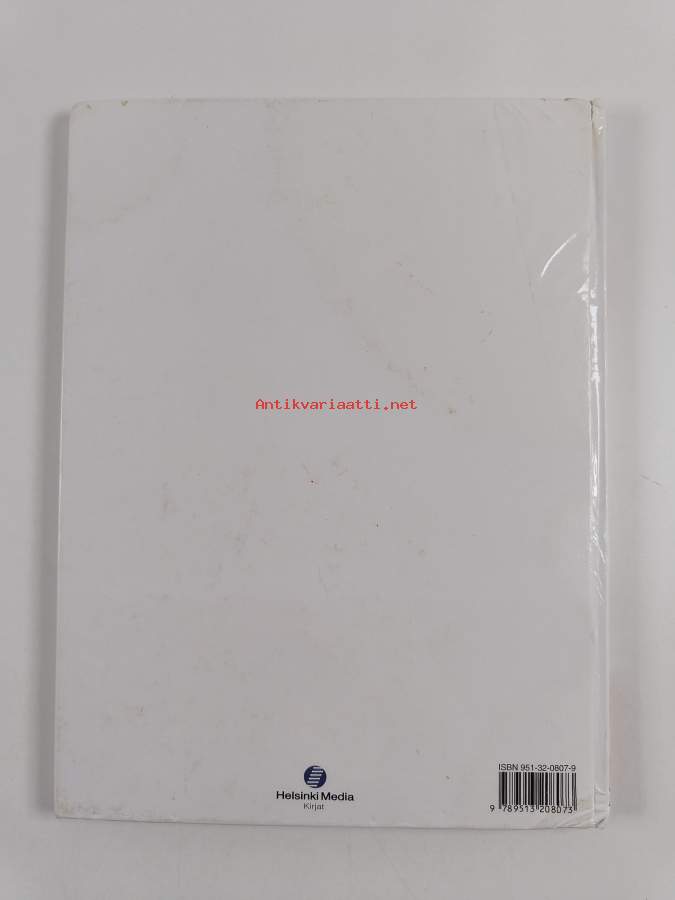 Antikvariaatti.net
ISBN 951-32-0807-9
9 789513 208073
Helsinki Media
Kirjat